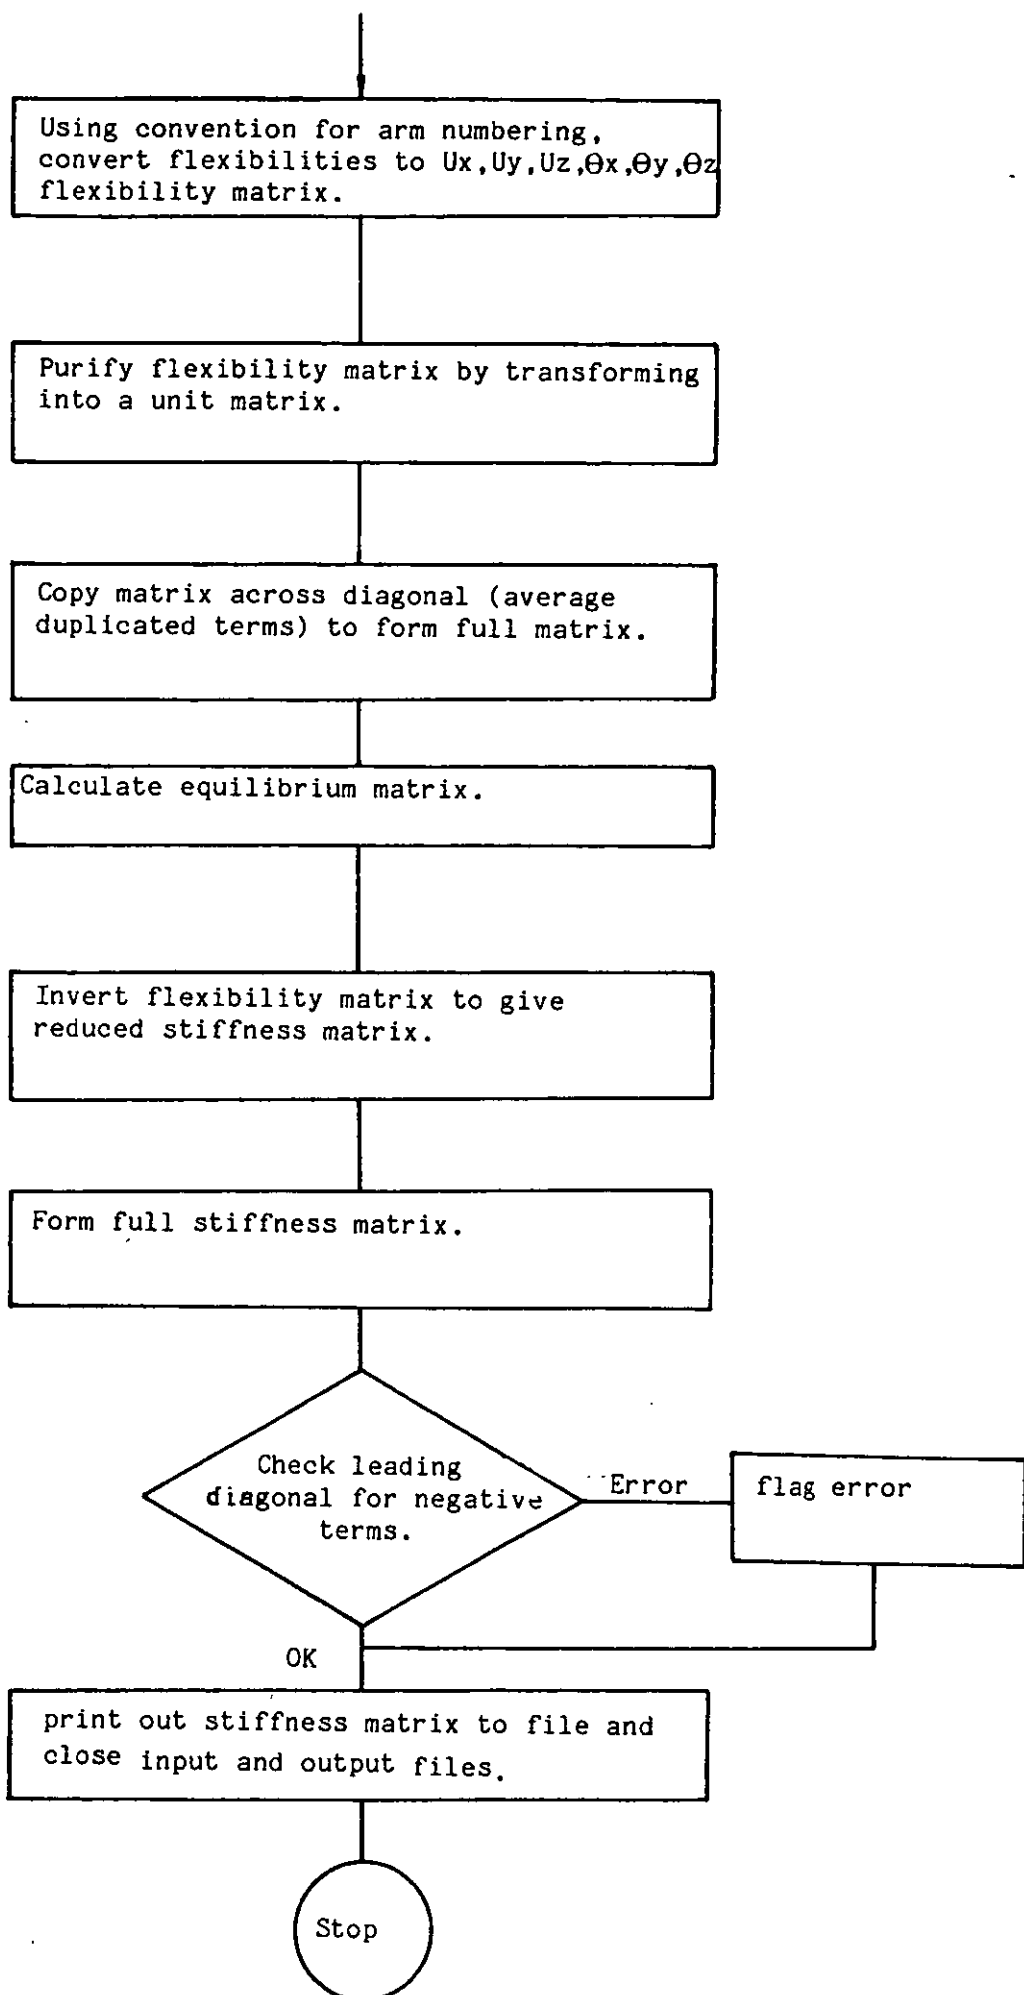 Using convention for arm numbering,
convert flexibilities to Ux,Uy,Uz,Θx,Θy,Θz
flexibility matrix.
Purify flexibility matrix by transforming
into a unit matrix.
Copy matrix across diagonal (average
duplicated terms) to form full matrix.
Calculate equilibrium matrix.
Invert flexibility matrix to give
reduced stiffness matrix.
Form full stiffness matrix.
Check leading
diagonal for negative
terms.
Error
flag error
OK
print out stiffness matrix to file and
close input and output files.
Stop